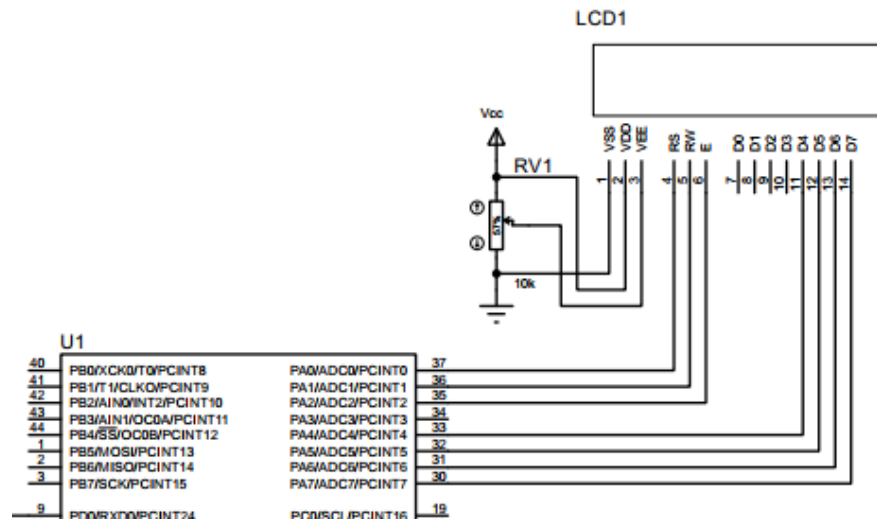 LCD1
Vcc
RV1
VSS
VDD
VEE
RS
RW
E
D0
D1
D2
D3
D4
D5
D6
D7
1
2
3
4
5
6
7
8
9
10
11
12
13
14
57%
10k
U1
40 PB0/XCK0/T0/PCINT8 PA0/ADC0/PCINT0 37
41 PB1/T1/CLKO/PCINT9 PA1/ADC1/PCINT1 36
42 PB2/AIN0/INT2/PCINT10 PA2/ADC2/PCINT2 35
43 PB3/AIN1/OC0A/PCINT11 PA3/ADC3/PCINT3 34
44 PB4/SS/OC0B/PCINT12 PA4/ADC4/PCINT4 33
1 PB5/MOSI/PCINT13 PA5/ADC5/PCINT5 32
2 PB6/MISO/PCINT14 PA6/ADC6/PCINT6 31
3 PB7/SCK/PCINT15 PA7/ADC7/PCINT7 30
9 PD0/RXD0/PCINT24 PC0/SCL/PCINT16 19